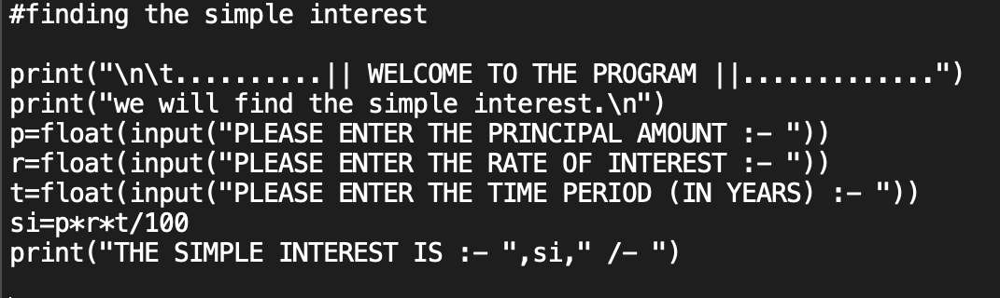 #finding the simple interest
print("\n\t..........|| WELCOME TO THE PROGRAM ||.............")
print("we will find the simple interest.\n")
p=float(input("PLEASE ENTER THE PRINCIPAL AMOUNT :- "))
r=float(input("PLEASE ENTER THE RATE OF INTEREST :- "))
t=float(input("PLEASE ENTER THE TIME PERIOD (IN YEARS) :- "))
si=p*r*t/100
print("THE SIMPLE INTEREST IS :- ",si," /- ")